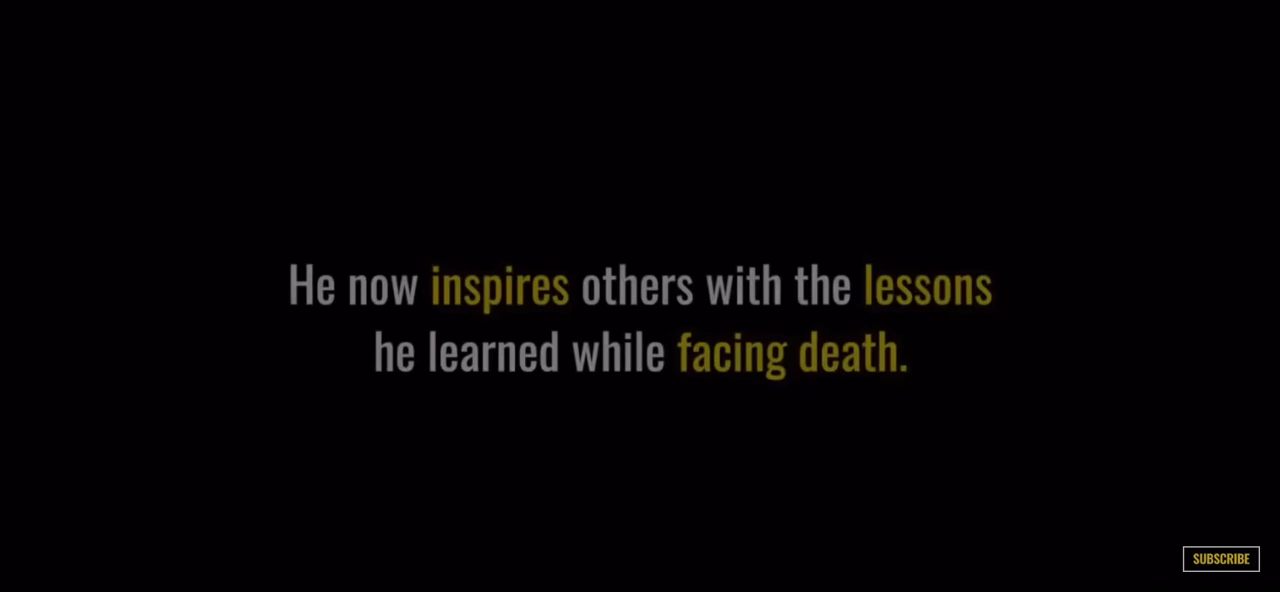 He now inspires others with the lessons
he learned while facing death.
SUBSCRIBE